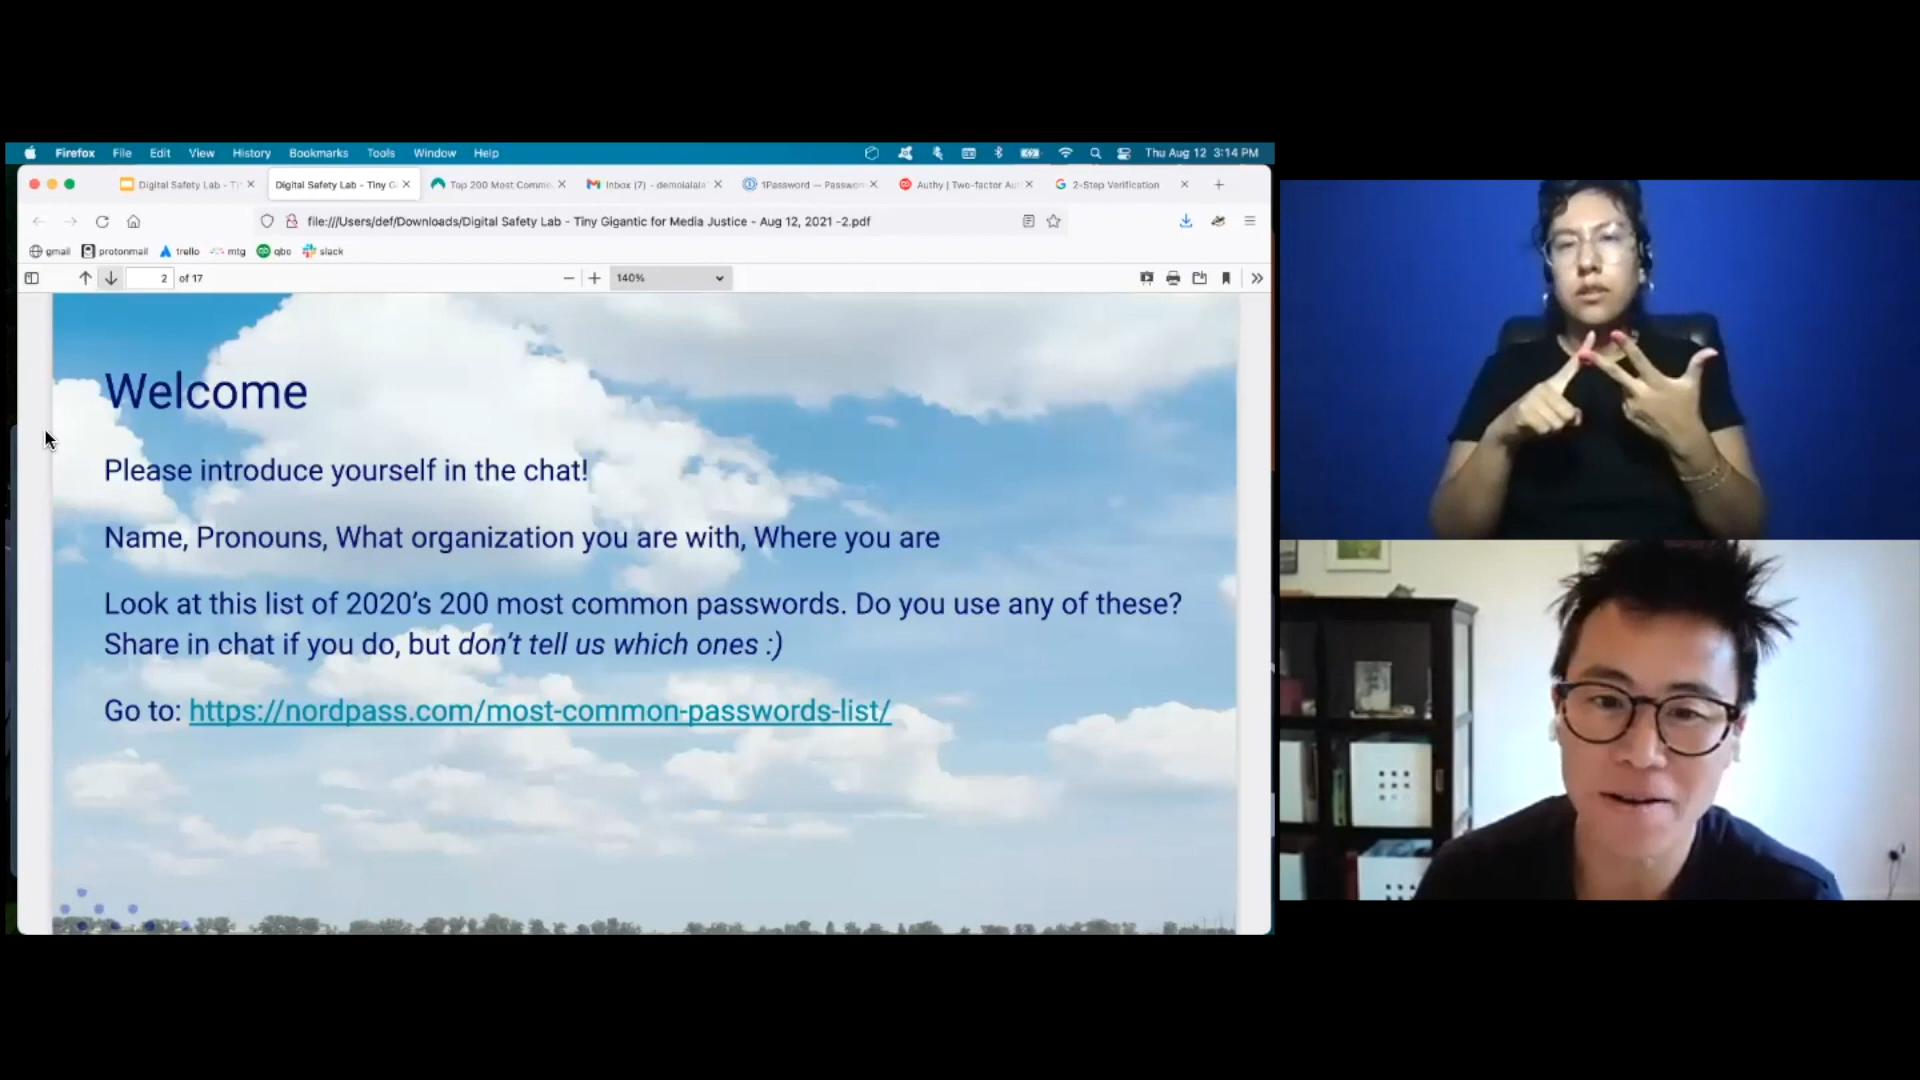 Firefox File Edit View History Bookmarks Tools Window Help Thu Aug 12 3:14 PM
Digital Safety Lab - Ti Digital Safety Lab - Tiny G Top 200 Most Commo Inbox (7) - demolalala 1Password — Passwor Authy | Two-factor Au 2-Step Verification
file:///Users/def/Downloads/Digital Safety Lab - Tiny Gigantic for Media Justice - Aug 12, 2021 -2.pdf
gmail protonmail trello mtg qbo slack
2 of 17 140%
Welcome
Please introduce yourself in the chat!
Name, Pronouns, What organization you are with, Where you are
Look at this list of 2020’s 200 most common passwords. Do you use any of these?
Share in chat if you do, but don’t tell us which ones :)
Go to: https://nordpass.com/most-common-passwords-list/